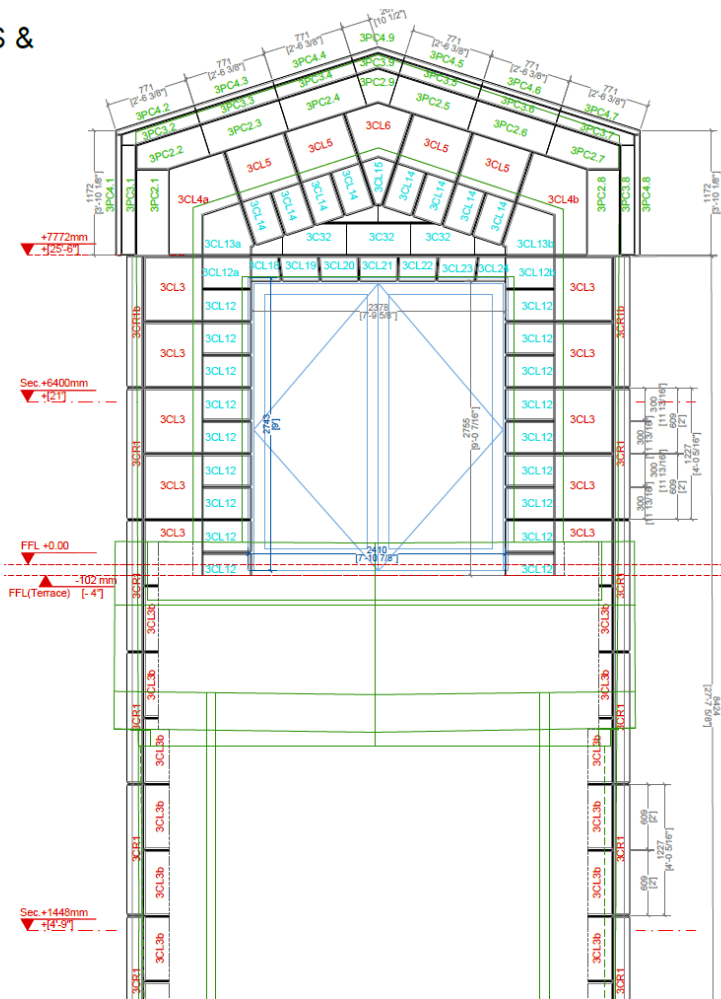 S &
[10 1/2"]
3PC4.9
771
[2'-6 3/8"]
771
[2'-6 3/8"]
771
[2'-6 3/8"]
771
[2'-6 3/8"]
771
[2'-6 3/8"]
771
[2'-6 3/8"]
3PC4.2
3PC4.3
3PC4.4
3PC4.5
3PC4.6
3PC4.7
3PC3.2
3PC3.3
3PC3.4
3PC3.9
3PC3.5
3PC3.6
3PC3.7
3PC2.2
3PC2.3
3PC2.4
3PC2.9
3PC2.5
3PC2.6
3PC2.7
1172
[3'-10 1/8"]
3PC4.1
3PC3.1
3PC2.1
3CL4a
3CL5
3CL5
3CL6
3CL5
3CL5
3CL4b
3PC2.8
3PC3.8
3PC4.8
1172
[3'-10 1/8"]
3CL14
3CL14
3CL14
3CL14
3CL15
3CL14
3CL14
3CL14
3CL14
+7772mm
+[25'-6"]
3CL13a
3C32
3C32
3C32
3CL13b
3CL12a
3CL18
3CL19
3CL20
3CL21
3CL22
3CL23
3CL24
3CL12b
3CR1b
3CL3
3CL12
2378
[7'-9 5/8"]
3CL12
3CL3
3CR1b
3CL12
3CL12
3CL3
3CL3
3CL12
3CL12
Sec.+6400mm
+[21']
3CL12
3CL12
3CL3
3CL3
3CL12
3CL12
3CR1
3CR1
2743
[9']
2755
[9'-0 7/16"]
300
[11 13/16"]
300
[11 13/16"]
300
[11 13/16"]
300
[11 13/16"]
609
[2']
609
[2']
1227
[4'-0 5/16"]
3CL12
3CL12
3CL3
3CL3
3CL12
3CL12
3CL3
3CL12
3CL12
3CL3
FFL +0.00
2410
[7'-10 7/8"]
3CL12
3CL12
-102 mm
FFL(Terrace) [- 4"]
3CR1
3CL3b
3CL3b
3CR1
3CL3b
3CL3b
3CR1
3CR1
8424
[27'-7 5/8"]
3CL3b
3CL3b
3CL3b
3CL3b
3CR1
3CR1
609
[2']
609
[2']
1227
[4'-0 5/16"]
3CL3b
3CL3b
Sec.+1448mm
+[4'-9"]
3CL3b
3CL3b
3CR1
3CR1